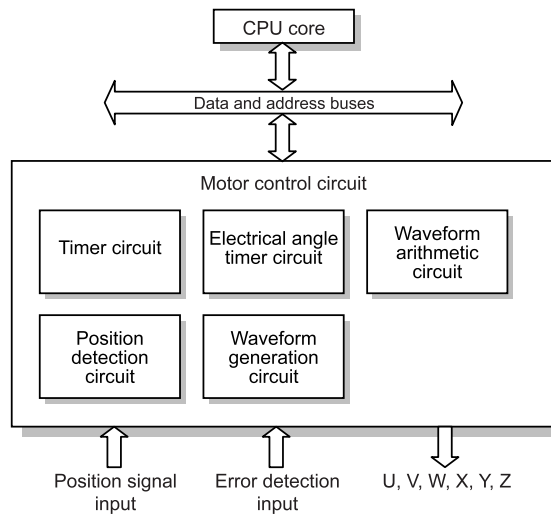 CPU core
Data and address buses
Motor control circuit
Timer circuit
Electrical angle
timer circuit
Waveform
arithmetic
circuit
Position
detection
circuit
Waveform
generation
circuit
Position signal
input
Error detection
input
U, V, W, X, Y, Z